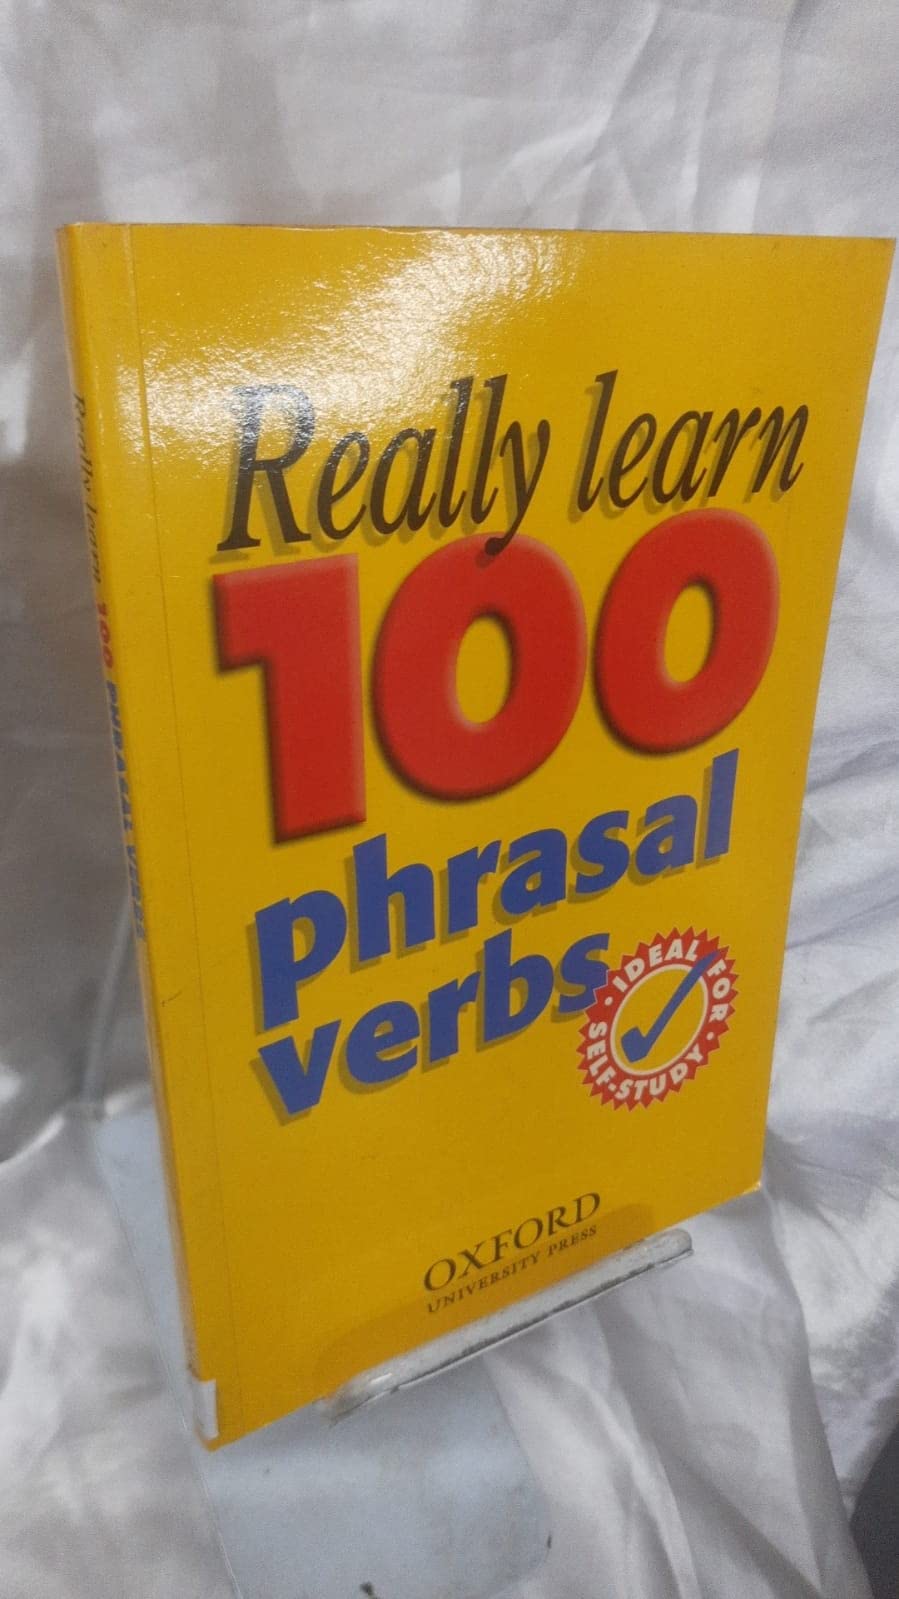 Really learn
100
phrasal
verbs
IDEAL FOR
SELF-STUDY
OXFORD
UNIVERSITY PRESS
Really learn 100 PHRASAL VERBS